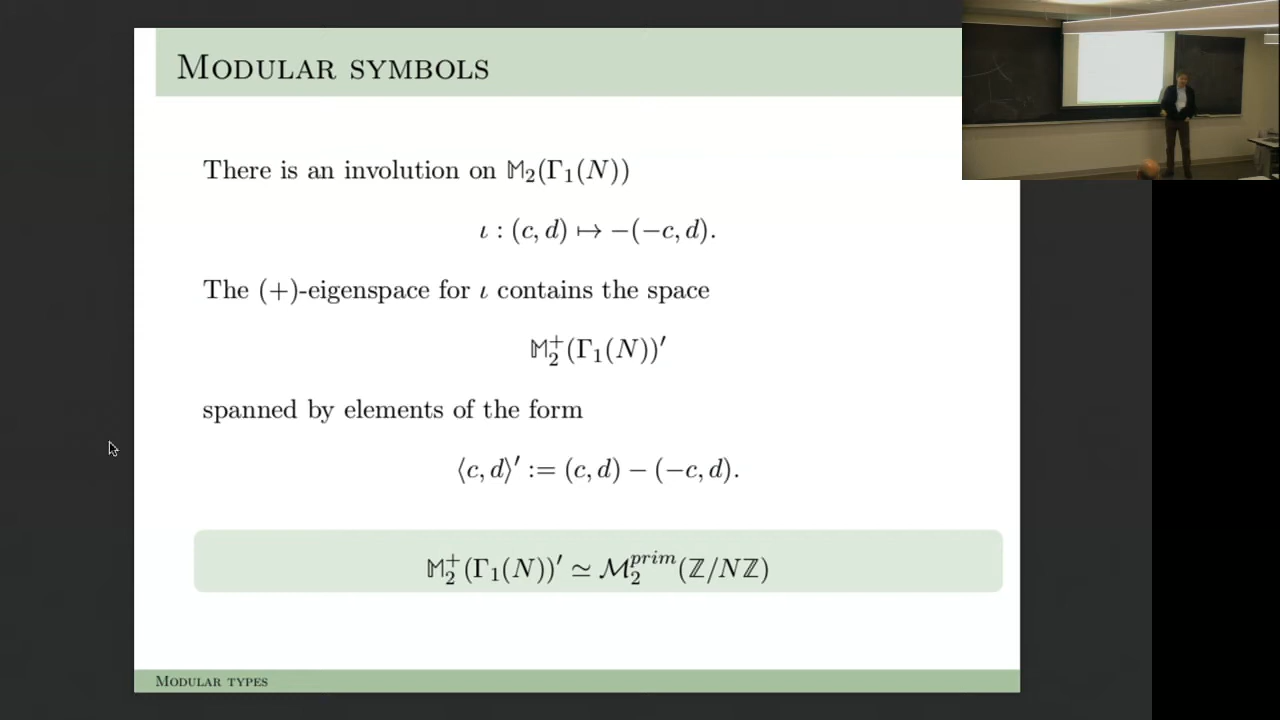 MODULAR SYMBOLS
There is an involution on 𝕄₂(Γ₁(N))
ι : (c, d) ↦ −(−c, d).
The (+)-eigenspace for ι contains the space
𝕄₂⁺(Γ₁(N))′
spanned by elements of the form
⟨c, d⟩′ := (c, d) − (−c, d).
𝕄₂⁺(Γ₁(N))′ ≃ ℳ₂^{prim}(ℤ/Nℤ)
MODULAR TYPES